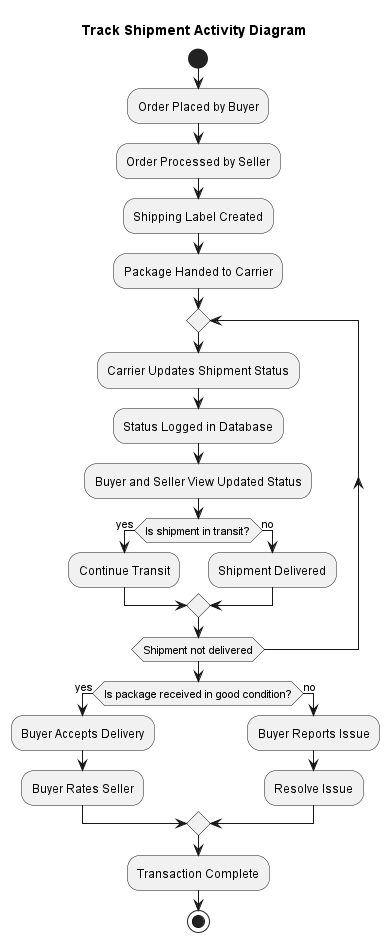 Track Shipment Activity Diagram
Order Placed by Buyer
Order Processed by Seller
Shipping Label Created
Package Handed to Carrier
Carrier Updates Shipment Status
Status Logged in Database
Buyer and Seller View Updated Status
yes
Is shipment in transit?
no
Continue Transit
Shipment Delivered
Shipment not delivered
yes
Is package received in good condition?
no
Buyer Accepts Delivery
Buyer Reports Issue
Buyer Rates Seller
Resolve Issue
Transaction Complete